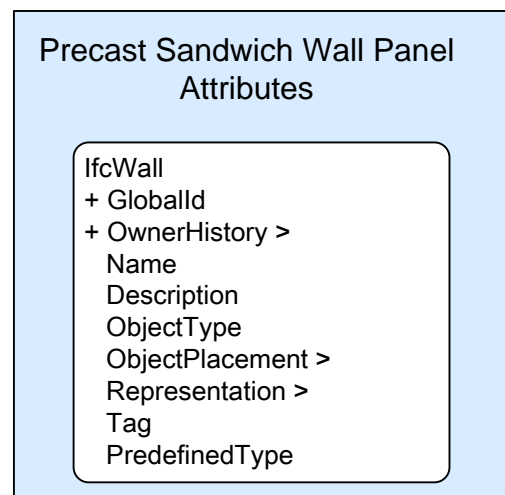 Precast Sandwich Wall Panel
Attributes
IfcWall
+ GlobalId
+ OwnerHistory >
Name
Description
ObjectType
ObjectPlacement >
Representation >
Tag
PredefinedType